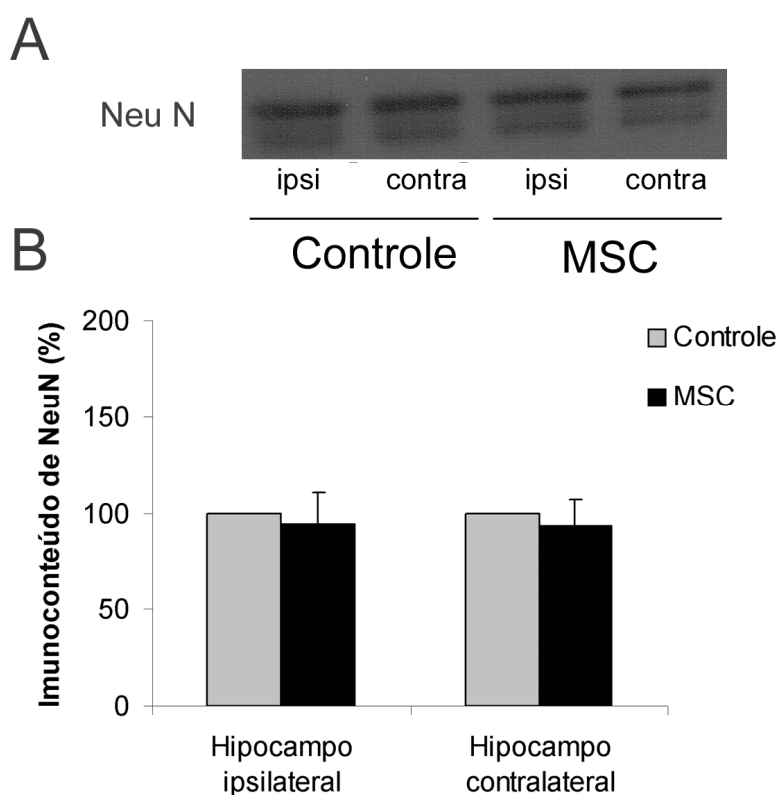 A
Neu N
ipsi contra ipsi contra
Controle MSC
B
Imunoconteúdo de NeuN (%)
200
150
100
50
0
Controle
MSC
Hipocampo
ipsilateral
Hipocampo
contralateral